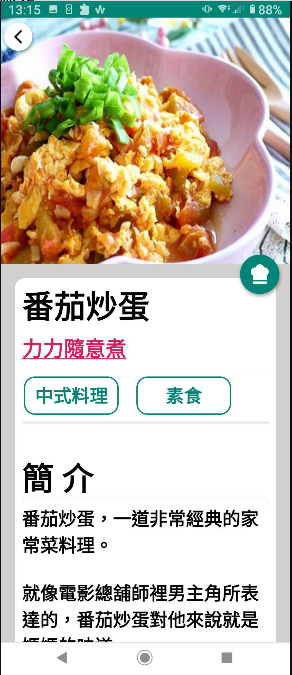 13:15
88%
番茄炒蛋
力力隨意煮
中式料理
素食
簡 介
番茄炒蛋，一道非常經典的家
常菜料理。
就像電影總舖師裡男主角所表
達的，番茄炒蛋對他來說就是